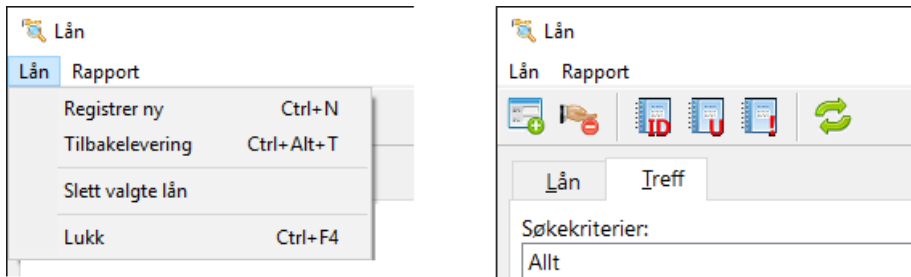 Lån
Lån Rapport
Registrer ny Ctrl+N
Tilbakelevering Ctrl+Alt+T
Slett valgte lån
Lukk Ctrl+F4
Lån
Lån Rapport
ID U !
Lån Treff
Søkekriterier:
Allt